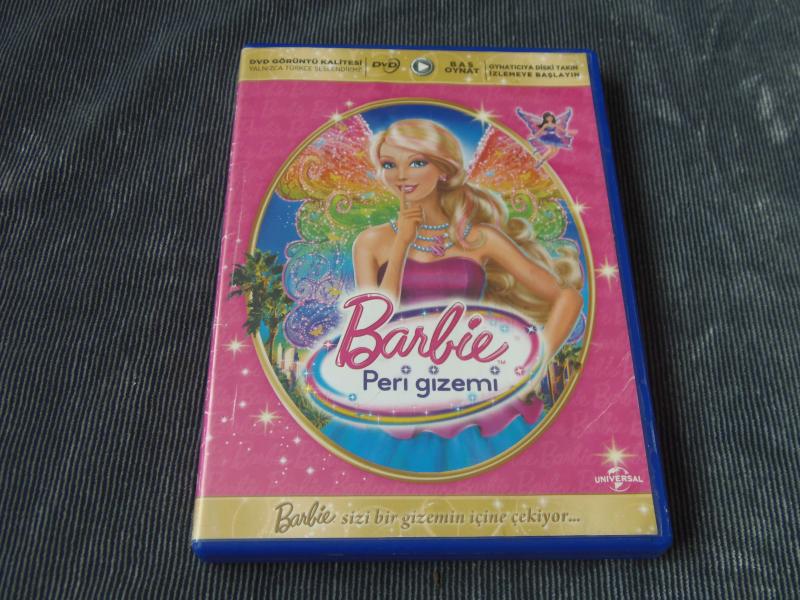 DVD GÖRÜNTÜ KALİTESİ
YALNIZCA TÜRKÇE SESLENDİRME
DVD
BAS
OYNAT
OYNATICIYA DİSKİ TAKIN
İZLEMEYE BAŞLAYIN
Barbie™
Peri gizemi
UNIVERSAL
Barbie sizi bir gizemin içine çekiyor...